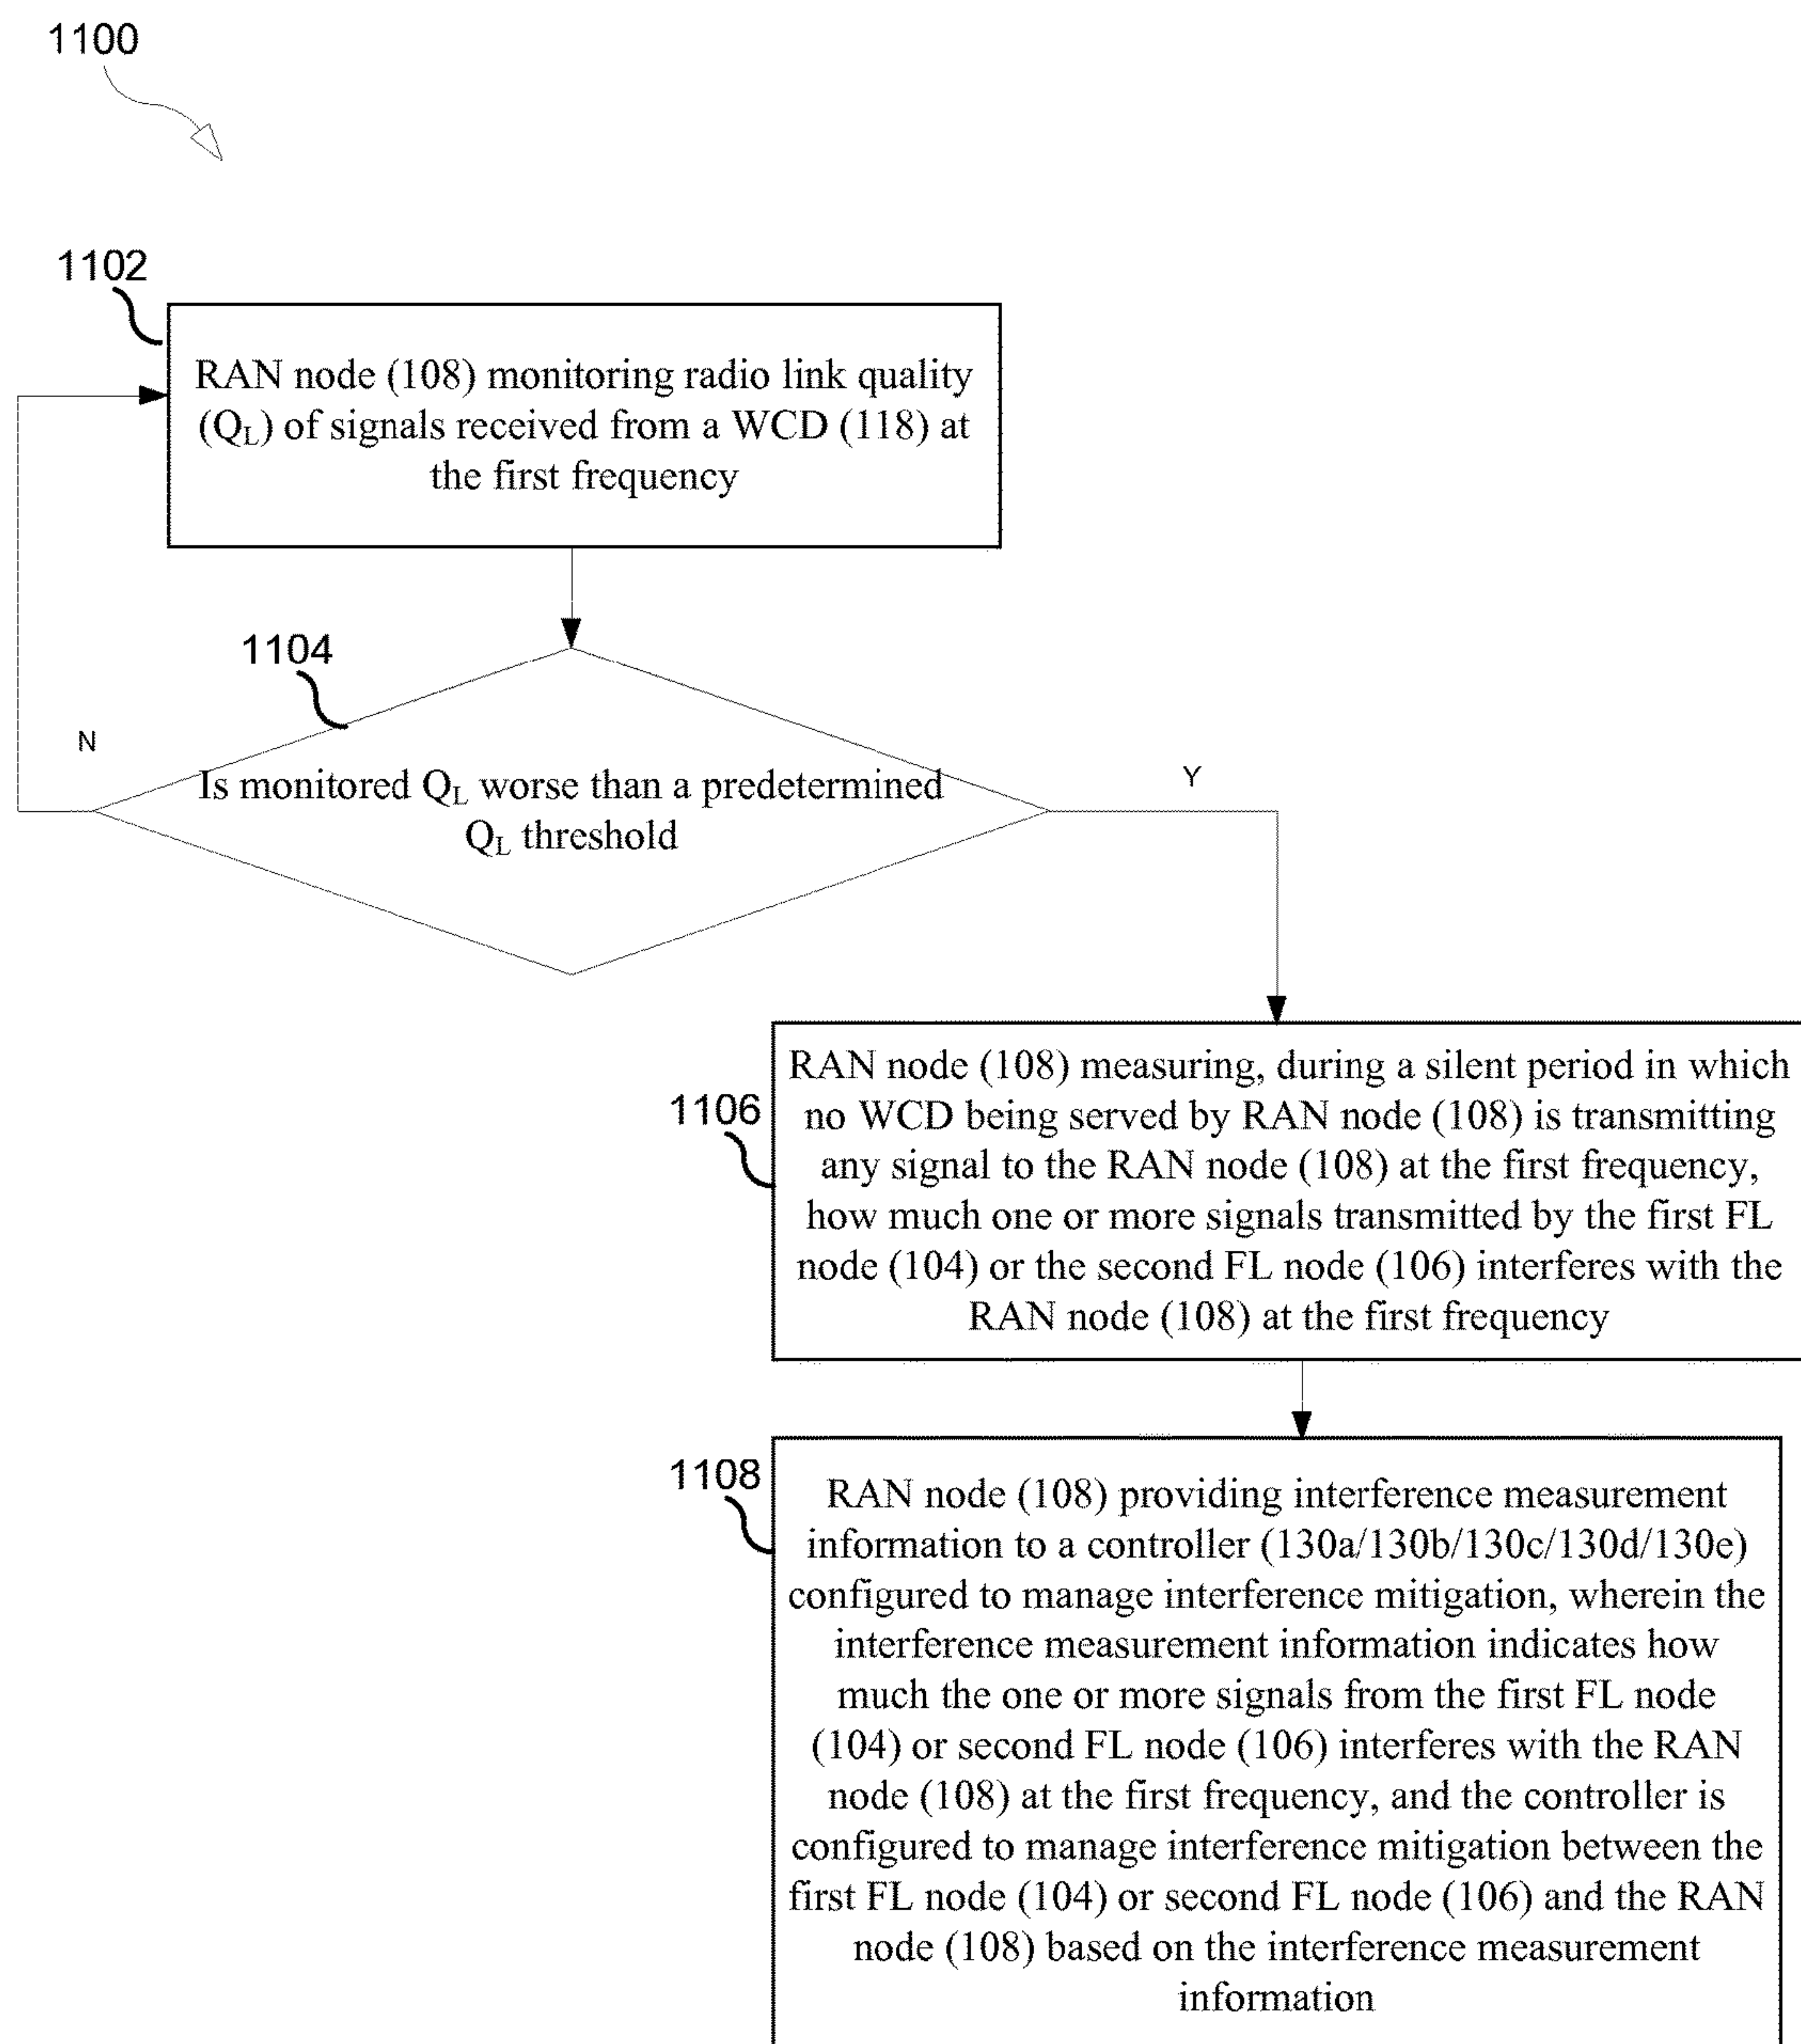 1100
1102
RAN node (108) monitoring radio link quality
(QL) of signals received from a WCD (118) at
the first frequency
1104
N
Y
Is monitored QL worse than a predetermined
QL threshold
1106
RAN node (108) measuring, during a silent period in which
no WCD being served by RAN node (108) is transmitting
any signal to the RAN node (108) at the first frequency,
how much one or more signals transmitted by the first FL
node (104) or the second FL node (106) interferes with the
RAN node (108) at the first frequency
1108
RAN node (108) providing interference measurement
information to a controller (130a/130b/130c/130d/130e)
configured to manage interference mitigation, wherein the
interference measurement information indicates how
much the one or more signals from the first FL node
(104) or second FL node (106) interferes with the RAN
node (108) at the first frequency, and the controller is
configured to manage interference mitigation between the
first FL node (104) or second FL node (106) and the RAN
node (108) based on the interference measurement
information